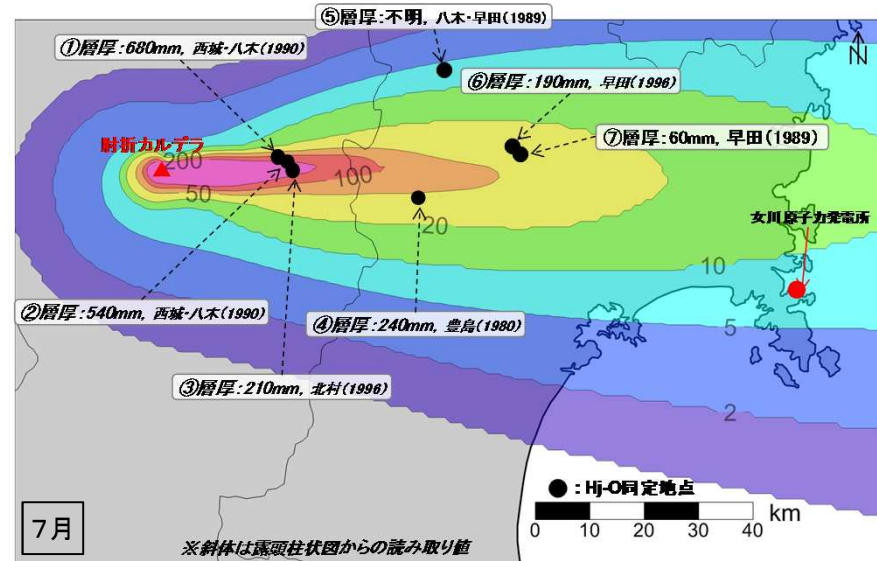 ⑤層厚:不明, 八木・早田(1989)
①層厚:680mm, 西城・八木(1990)
⑥層厚:190mm, 早田(1996)
N
⑦層厚:60mm, 早田(1989)
肘折カルデラ
200
100
50
20
女川原子力発電所
10
②層厚:540mm, 西城・八木(1990)
④層厚:240mm, 豊島(1980)
5
③層厚:210mm, 北村(1996)
2
●:Hj-O同定地点
7月
km
0 10 20 30 40
※斜体は露頭柱状図からの読み取り値